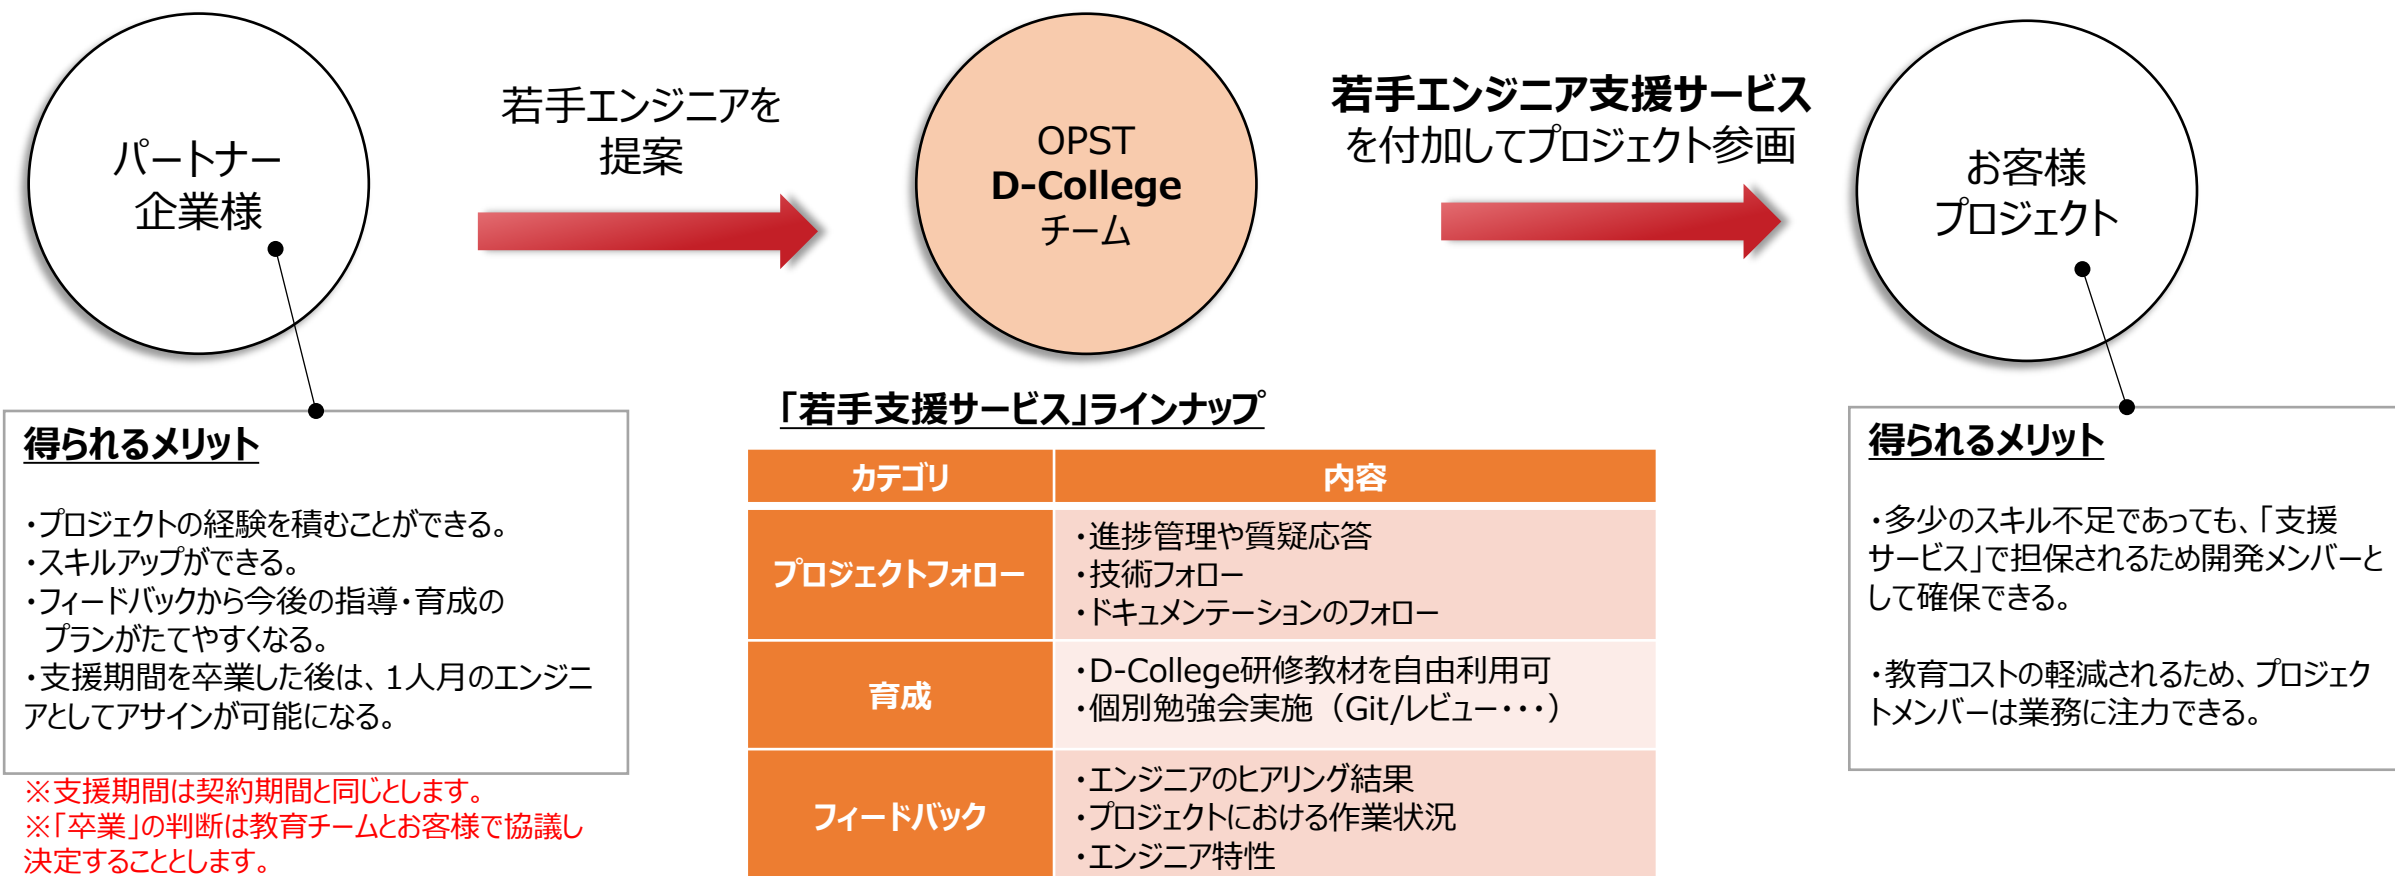 パートナー
企業様
若手エンジニアを
提案
OPST
D-College
チーム
若手エンジニア支援サービス
を付加してプロジェクト参画
お客様
プロジェクト
得られるメリット
・プロジェクトの経験を積むことができる。
・スキルアップができる。
・フィードバックから今後の指導・育成の
プランがたてやすくなる。
・支援期間を卒業した後は、1人月のエンジニ
アとしてアサインが可能になる。
※支援期間は契約期間と同じとします。
※「卒業」の判断は教育チームとお客様で協議し
決定することとします。
「若手支援サービス」ラインナップ
カテゴリ
内容
プロジェクトフォロー
・進捗管理や質疑応答
・技術フォロー
・ドキュメンテーションのフォロー
育成
・D-College研修教材を自由利用可
・個別勉強会実施（Git/レビュー・・・）
フィードバック
・エンジニアのヒアリング結果
・プロジェクトにおける作業状況
・エンジニア特性
得られるメリット
・多少のスキル不足であっても、「支援
サービス」で担保されるため開発メンバーと
して確保できる。
・教育コストの軽減されるため、プロジェク
トメンバーは業務に注力できる。